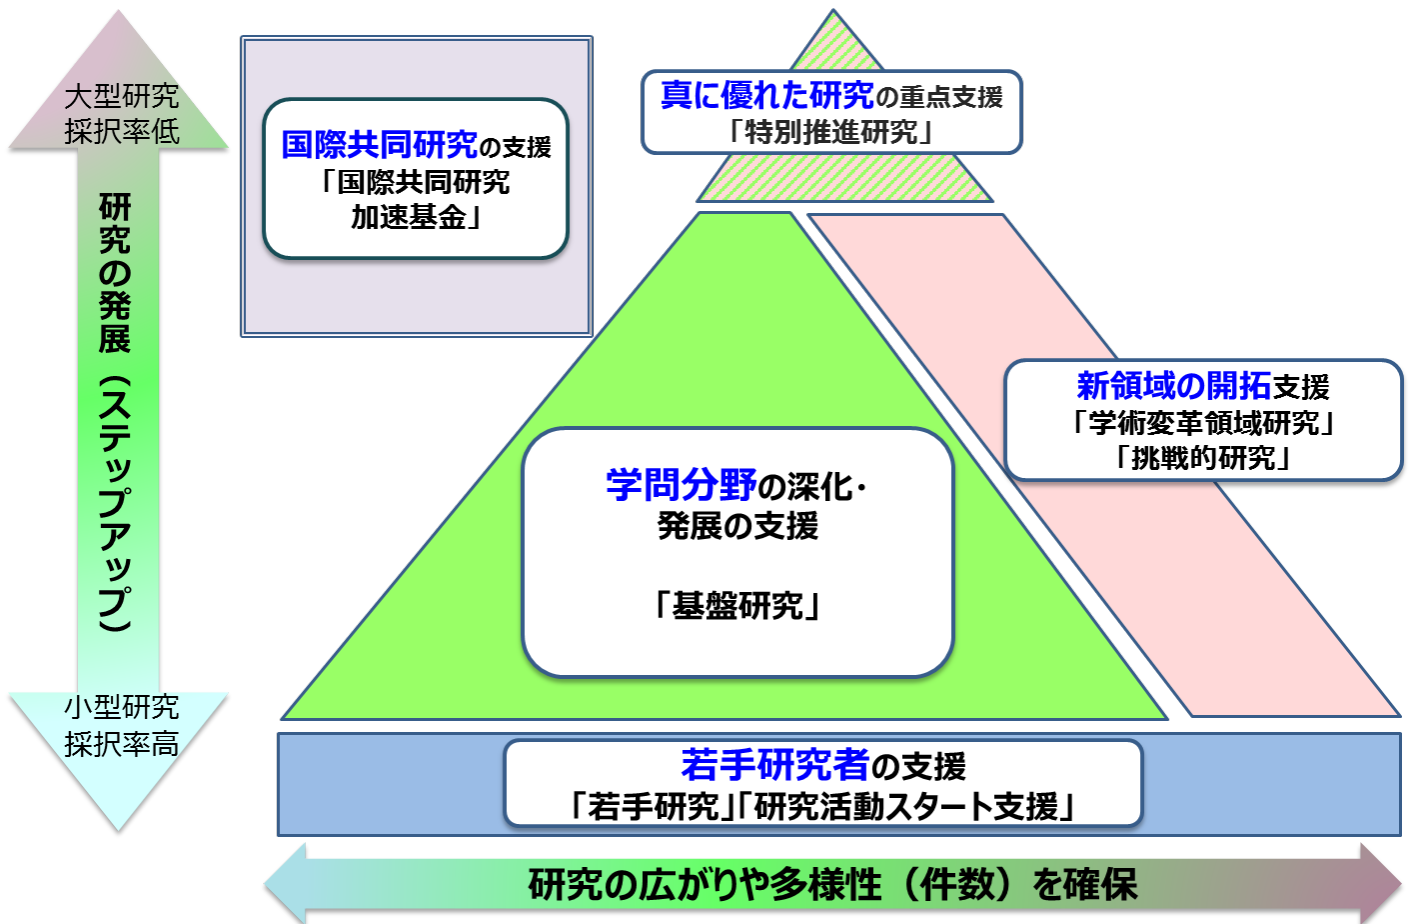 大型研究
採択率低
研究の発展（ステップアップ）
小型研究
採択率高
国際共同研究の支援
「国際共同研究
加速基金」
真に優れた研究の重点支援
「特別推進研究」
新領域の開拓支援
「学術変革領域研究」
「挑戦的研究」
学問分野の深化・
発展の支援
「基盤研究」
若手研究者の支援
「若手研究」「研究活動スタート支援」
研究の広がりや多様性（件数）を確保